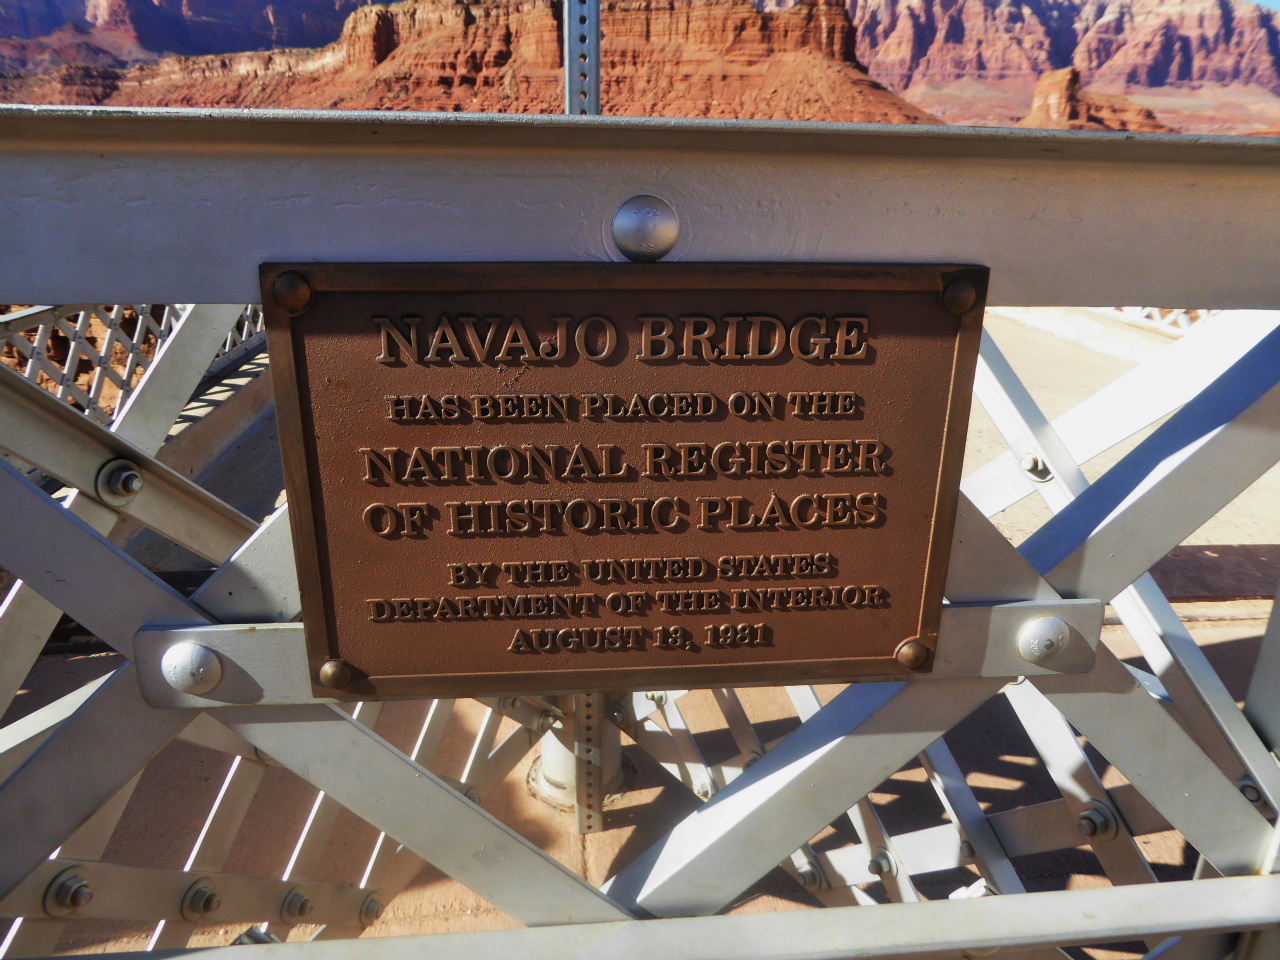 NAVAJO BRIDGE
HAS BEEN PLACED ON THE
NATIONAL REGISTER
OF HISTORIC PLACES
BY THE UNITED STATES
DEPARTMENT OF THE INTERIOR
AUGUST 13, 1981